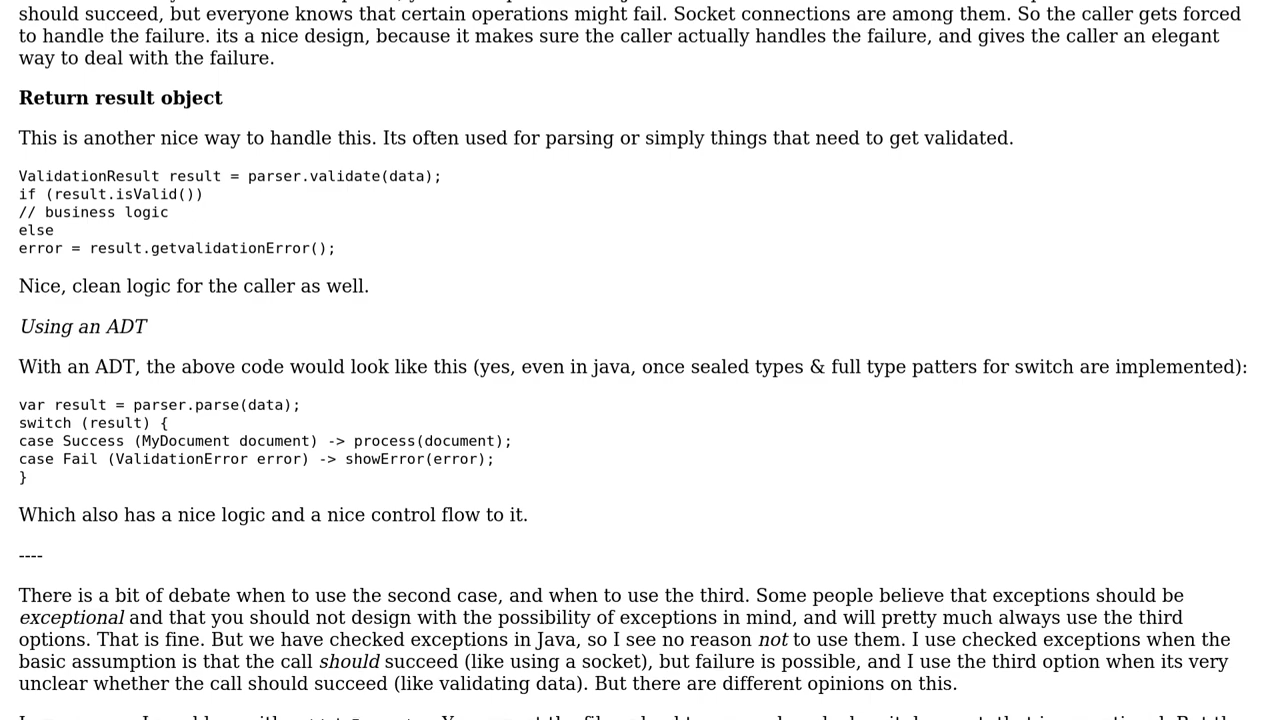 should succeed, but everyone knows that certain operations might fail. Socket connections are among them. So the caller gets forced
to handle the failure. its a nice design, because it makes sure the caller actually handles the failure, and gives the caller an elegant
way to deal with the failure.
Return result object
This is another nice way to handle this. Its often used for parsing or simply things that need to get validated.
ValidationResult result = parser.validate(data);
if (result.isValid())
// business logic
else
error = result.getvalidationError();
Nice, clean logic for the caller as well.
Using an ADT
With an ADT, the above code would look like this (yes, even in java, once sealed types & full type patters for switch are implemented):
var result = parser.parse(data);
switch (result) {
case Success (MyDocument document) -> process(document);
case Fail (ValidationError error) -> showError(error);
}
Which also has a nice logic and a nice control flow to it.
----
There is a bit of debate when to use the second case, and when to use the third. Some people believe that exceptions should be
exceptional and that you should not design with the possibility of exceptions in mind, and will pretty much always use the third
options. That is fine. But we have checked exceptions in Java, so I see no reason not to use them. I use checked exceptions when the
basic assumption is that the call should succeed (like using a socket), but failure is possible, and I use the third option when its very
unclear whether the call should succeed (like validating data). But there are different opinions on this.